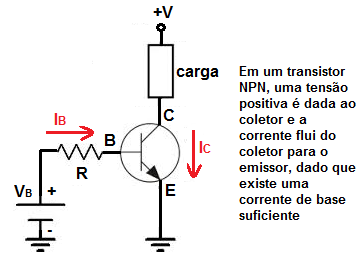 +V
carga
C
IB
B
IC
R
E
VB
+
-
Em um transistor
NPN, uma tensão
positiva é dada ao
coletor e a
corrente flui do
coletor para o
emissor, dado que
existe uma
corrente de base
suficiente